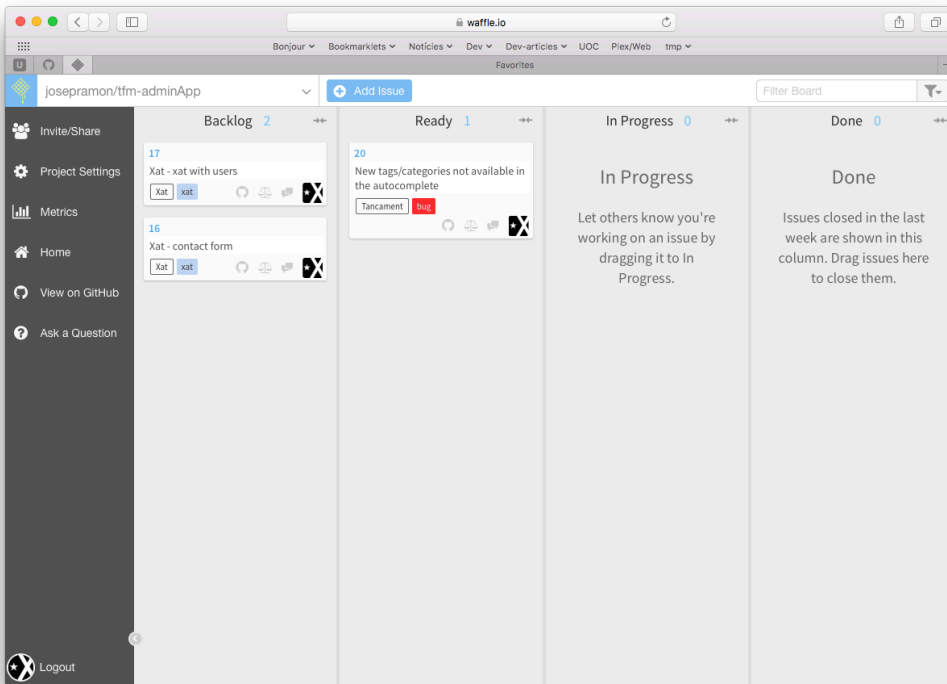 waffle.io
Bonjour Bookmarklets Notícies Dev Dev-articles UOC Plex/Web tmp
U
Favorites
josepramon/tfm-adminApp
Add Issue
Filter Board
Invite/Share
Project Settings
Metrics
Home
View on GitHub
Ask a Question
Logout
Backlog 2
17
Xat - xat with users
Xat xat
16
Xat - contact form
Xat xat
Ready 1
20
New tags/categories not available in
the autocomplete
Tancament bug
In Progress 0
In Progress
Let others know you're
working on an issue by
dragging it to In
Progress.
Done 0
Done
Issues closed in the last
week are shown in this
column. Drag issues here
to close them.